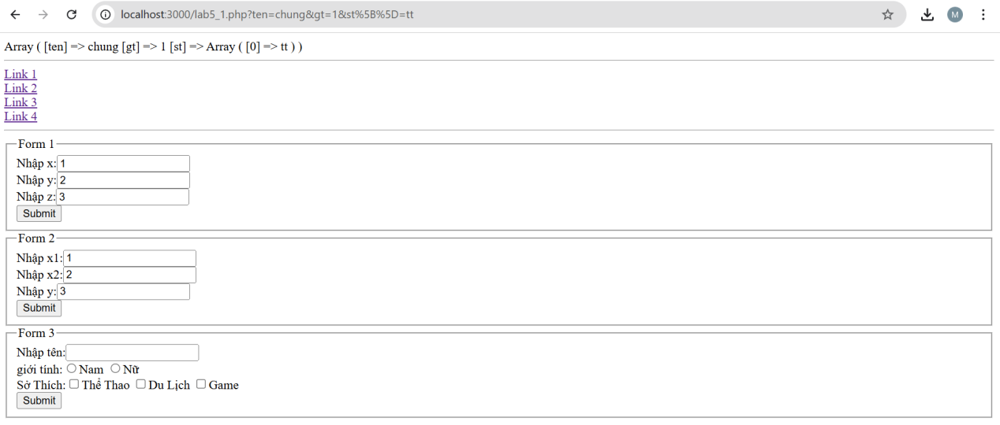 localhost:3000/lab5_1.php?ten=chung&gt=1&st%5B%5D=tt
M
Array ( [ten] => chung [gt] => 1 [st] => Array ( [0] => tt ) )
Link 1
Link 2
Link 3
Link 4
Form 1
Nhập x: 1
Nhập y: 2
Nhập z: 3
Submit
Form 2
Nhập x1: 1
Nhập x2: 2
Nhập y: 3
Submit
Form 3
Nhập tên:
giới tính: Nam Nữ
Sở Thích: Thể Thao Du Lịch Game
Submit